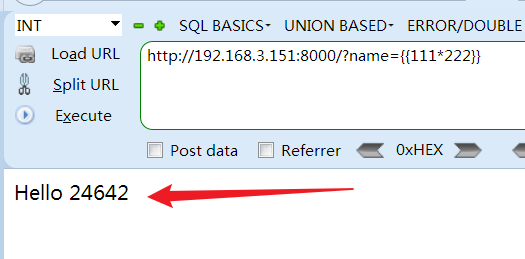 INT SQL BASICS UNION BASED ERROR/DOUBLE
Load URL
Split URL
Execute
http://192.168.3.151:8000/?name={{111*222}}
Post data Referrer 0xHEX
Hello 24642